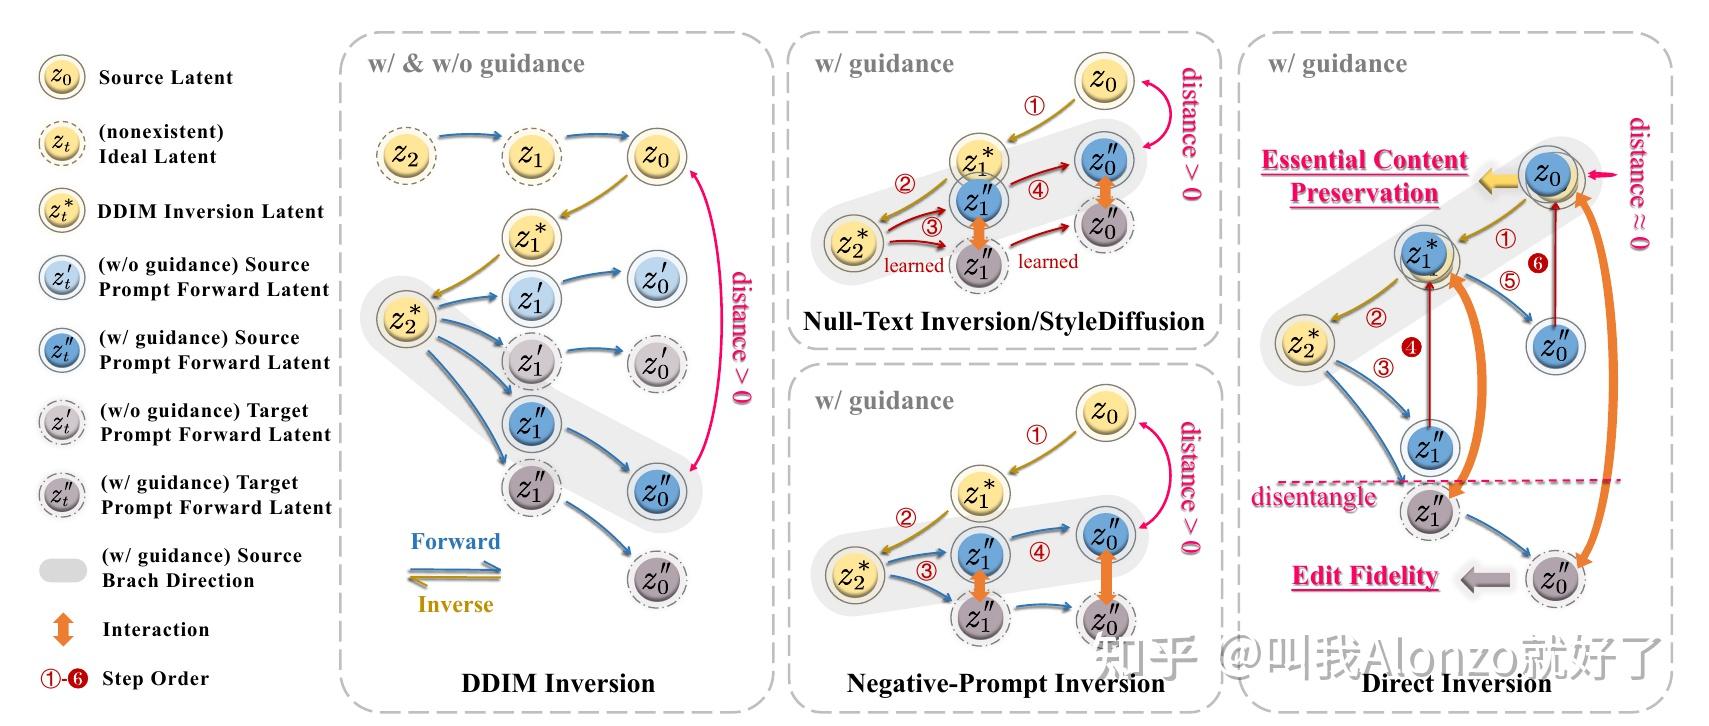 z0 Source Latent
zt (nonexistent)
Ideal Latent
zt* DDIM Inversion Latent
zt′ (w/o guidance) Source
Prompt Forward Latent
zt″ (w/ guidance) Source
Prompt Forward Latent
zt′ (w/o guidance) Target
Prompt Forward Latent
zt″ (w/ guidance) Target
Prompt Forward Latent
(w/ guidance) Source
Brach Direction
Interaction
①-❻ Step Order
w/ & w/o guidance
z2 z1 z0
z1*
z2* z1′ z0′
z1′ z0′
z1″
z1″ z0″
z0″
distance > 0
Forward
Inverse
DDIM Inversion
w/ guidance
z0
①
distance > 0
z1* z0″
② ④
z1″
z2* ③ z0″
learned z1″ learned
Null-Text Inversion/StyleDiffusion
w/ guidance
z0
①
distance > 0
z1*
②
z1″ z0″
z2* ③ ④
z1″ z0″
Negative-Prompt Inversion
w/ guidance
distance ≈ 0
Essential Content
Preservation
z0
①
z1*
❻
⑤
②
z2* ❹ z0″
③
z1″
disentangle
z1″
Edit Fidelity z0″
Direct Inversion
知乎 @叫我Alonzo就好了